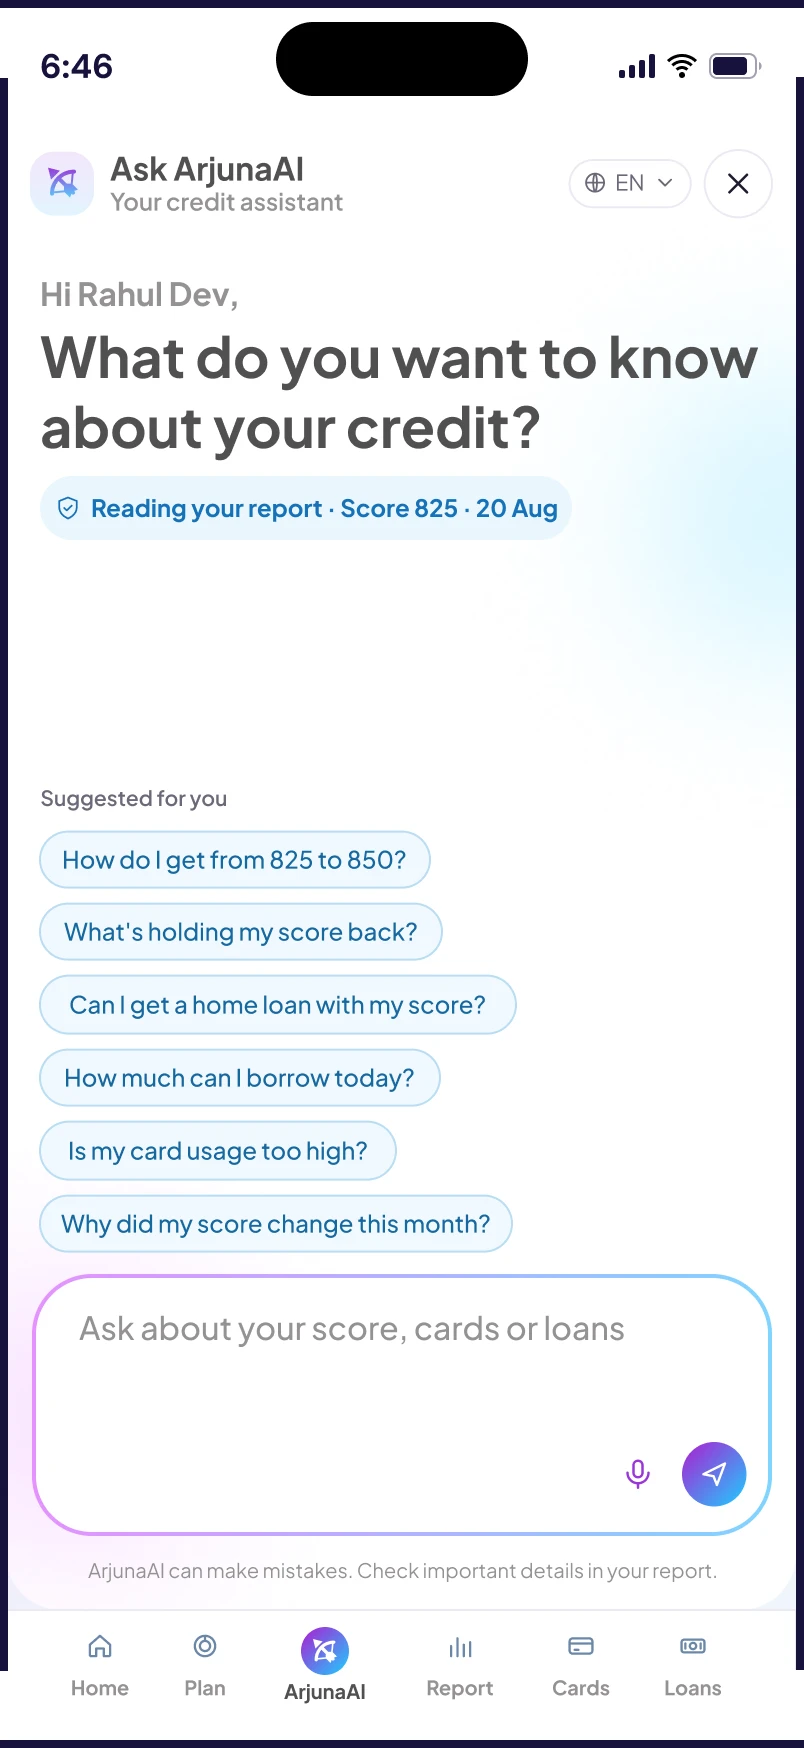 6:46
Ask ArjunaAI
Your credit assistant
EN
Hi Rahul Dev,
What do you want to know
about your credit?
Reading your report · Score 825 · 20 Aug
Suggested for you
How do I get from 825 to 850?
What's holding my score back?
Can I get a home loan with my score?
How much can I borrow today?
Is my card usage too high?
Why did my score change this month?
Ask about your score, cards or loans
ArjunaAI can make mistakes. Check important details in your report.
Home
Plan
ArjunaAI
Report
Cards
Loans